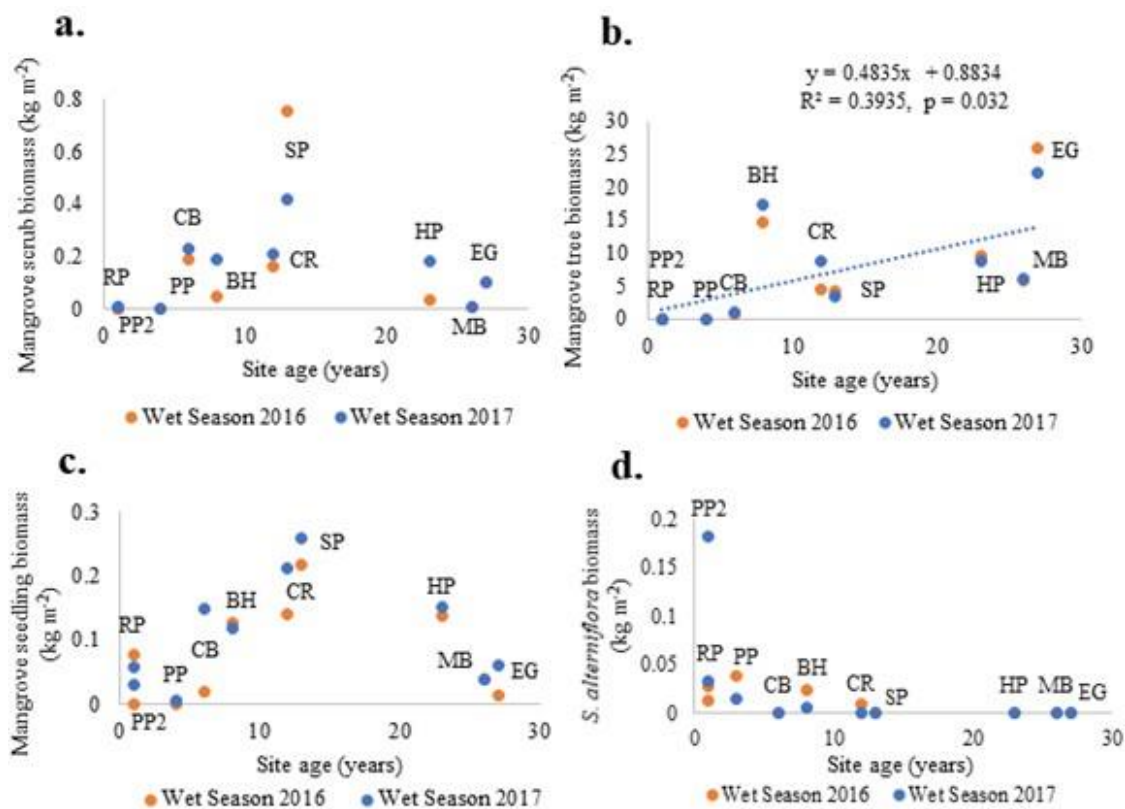 a.
Mangrove scrub biomass (kg m-2)
0.8
0.6
0.4
0.2
0
SP
CB
HP
CR
EG
RP
PP
BH
PP2
MB
0 10 20 30
Site age (years)
Wet Season 2016 Wet Season 2017
b.
y = 0.4835x + 0.8834
R² = 0.3935, p = 0.032
Mangrove tree biomass (kg m-2)
30
25
20
15
10
5
0
EG
BH
CR
PP2
MB
RP PP CB
SP
HP
0 10 20 30
Site age (years)
Wet Season 2016 Wet Season 2017
c.
Mangrove seedling biomass
(kg m-2)
0.3
0.2
0.1
0
SP
BH
HP
RP
CR
CB
PP
MB
EG
PP2
0 10 20 30
Site age (years)
Wet Season 2016 Wet Season 2017
d.
S. alterniflora biomass
(kg m-2)
0.2
0.15
0.1
0.05
0
PP2
RP PP
BH
CB
CR
SP
HP MB EG
0 10 20 30
Site age (years)
Wet Season 2016 Wet Season 2017